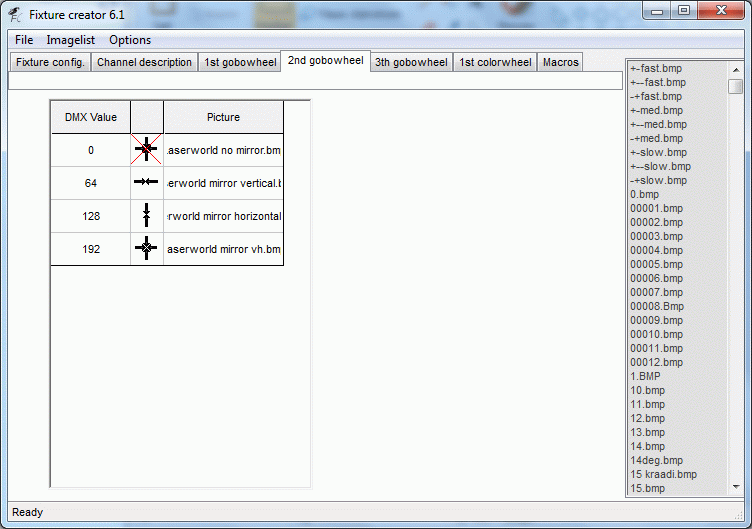 Fixture creator 6.1
File Imagelist Options
Fixture config. Channel description 1st gobowheel 2nd gobowheel 3th gobowheel 1st colorwheel Macros
DMX Value Picture
0 .aserworld no mirror.bm
64 erworld mirror vertical.b
128 erworld mirror horizontal
192 aserworld mirror vh.bm
+-fast.bmp
+--fast.bmp
-+fast.bmp
+-med.bmp
+--med.bmp
-+med.bmp
+-slow.bmp
+--slow.bmp
-+slow.bmp
0.bmp
00001.bmp
00002.bmp
00003.bmp
00004.bmp
00005.bmp
00006.bmp
00007.bmp
00008.Bmp
00009.bmp
00010.bmp
00011.bmp
00012.bmp
1.BMP
10.bmp
11.bmp
12.bmp
13.bmp
14.bmp
14deg.bmp
15 kraadi.bmp
15.bmp
Ready